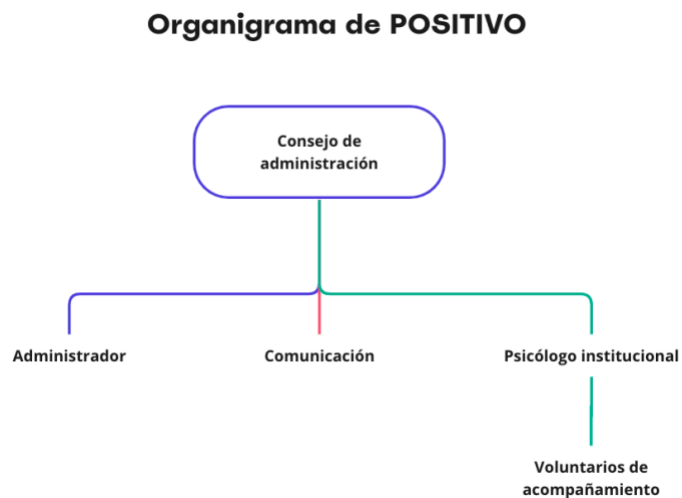 Organigrama de POSITIVO
Consejo de
administración
Administrador
Comunicación
Psicólogo institucional
Voluntarios de
acompañamiento